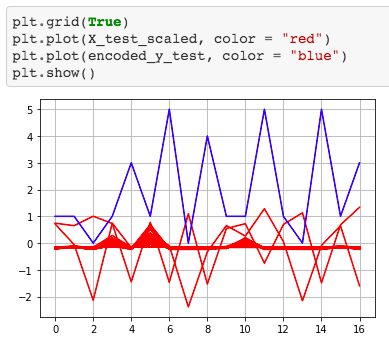 plt.grid(True)
plt.plot(X_test_scaled, color = "red")
plt.plot(encoded_y_test, color = "blue")
plt.show()
5
4
3
2
1
0
−1
−2
0 2 4 6 8 10 12 14 16